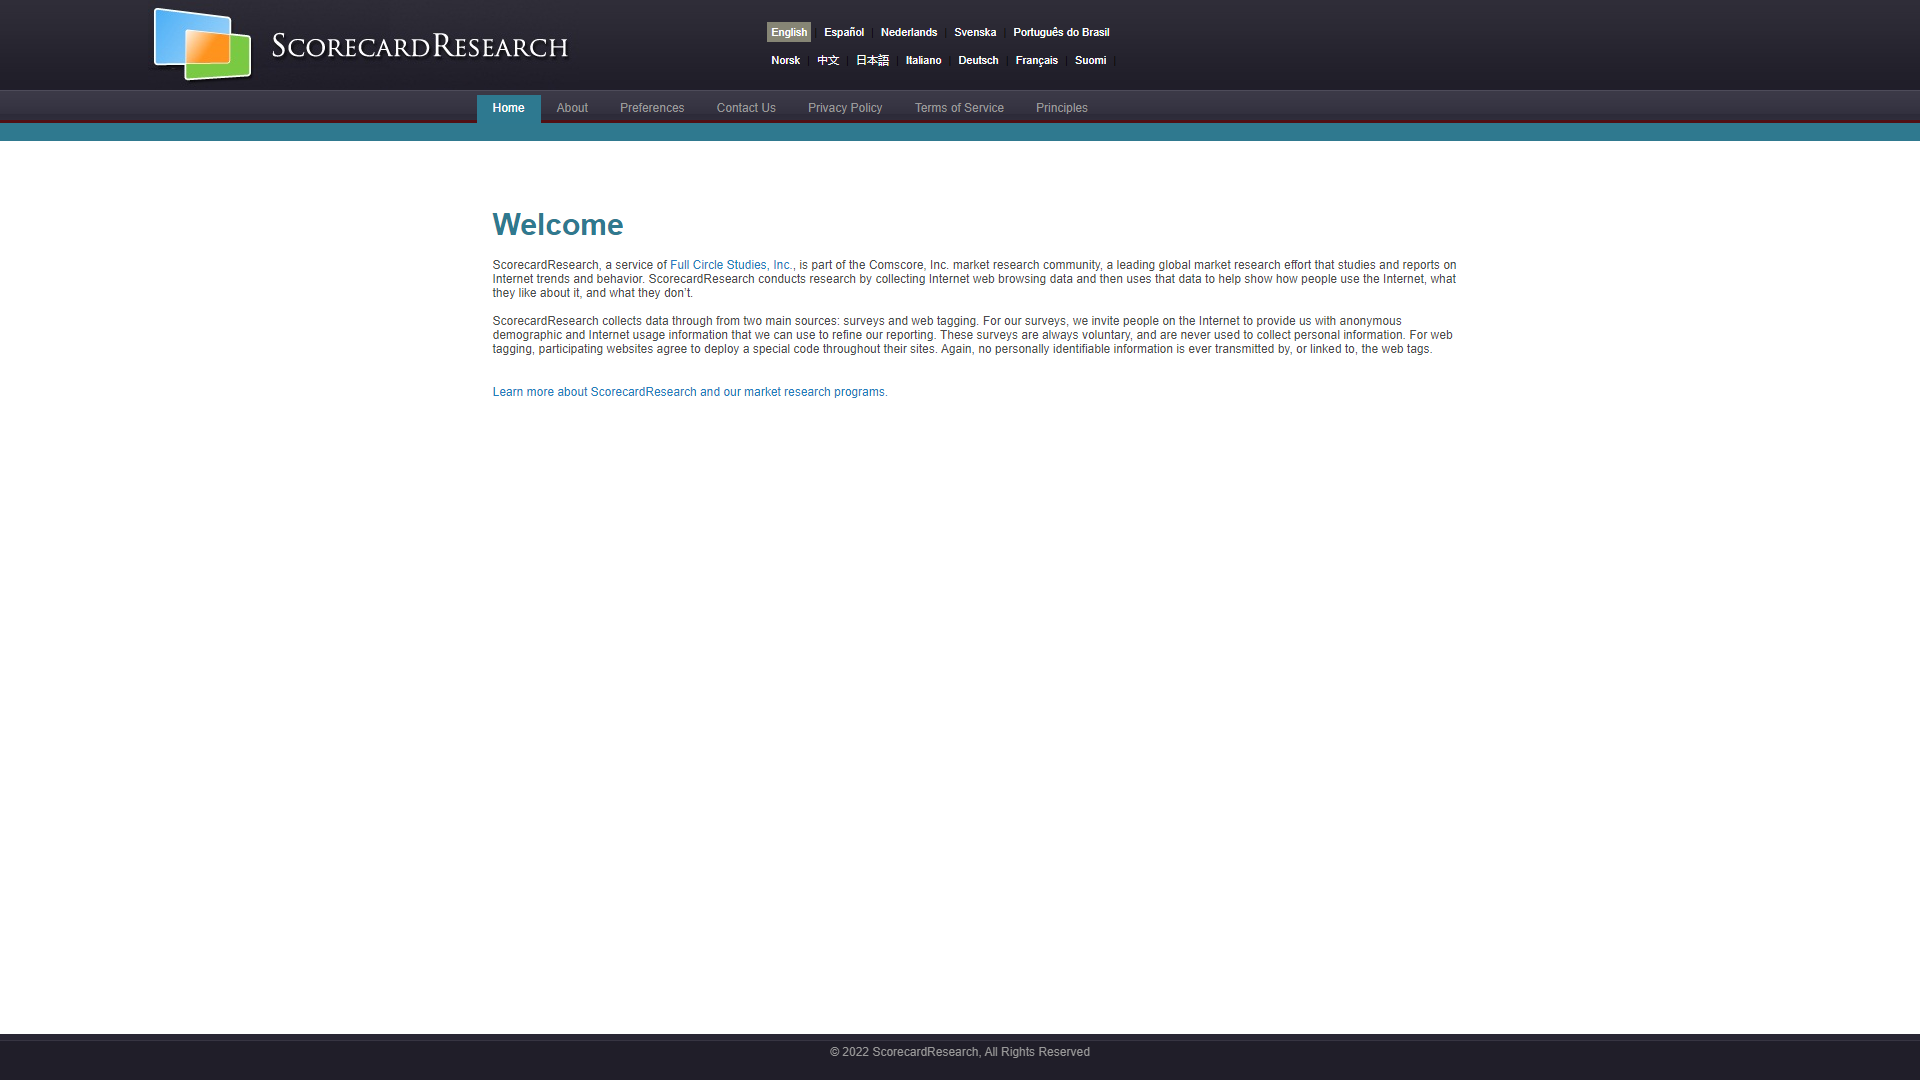 ScorecardResearch
English Español Nederlands Svenska Português do Brasil
Norsk 中文 日本語 Italiano Deutsch Français Suomi
Home About Preferences Contact Us Privacy Policy Terms of Service Principles
Welcome
ScorecardResearch, a service of Full Circle Studies, Inc., is part of the Comscore, Inc. market research community, a leading global market research effort that studies and reports on
Internet trends and behavior. ScorecardResearch conducts research by collecting Internet web browsing data and then uses that data to help show how people use the Internet, what
they like about it, and what they don't.
ScorecardResearch collects data through from two main sources: surveys and web tagging. For our surveys, we invite people on the Internet to provide us with anonymous
demographic and Internet usage information that we can use to refine our reporting. These surveys are always voluntary, and are never used to collect personal information. For web
tagging, participating websites agree to deploy a special code throughout their sites. Again, no personally identifiable information is ever transmitted by, or linked to, the web tags.
Learn more about ScorecardResearch and our market research programs.
© 2022 ScorecardResearch, All Rights Reserved